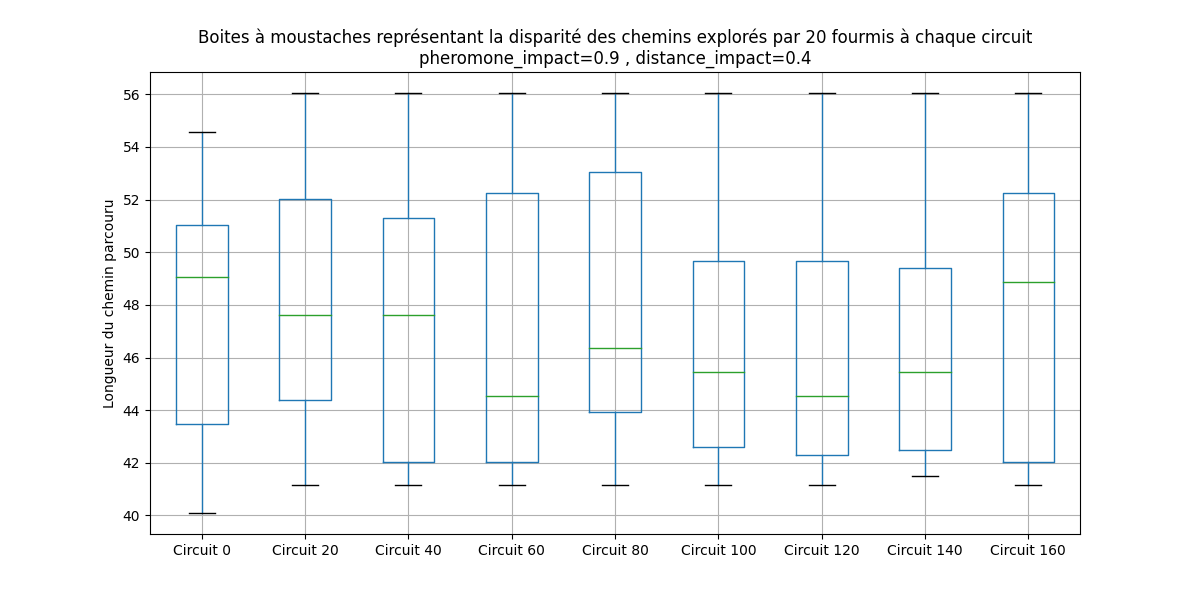 Boites à moustaches représentant la disparité des chemins explorés par 20 fourmis à chaque circuit
pheromone_impact=0.9 , distance_impact=0.4
Longueur du chemin parcouru
56
54
52
50
48
46
44
42
40
Circuit 0
Circuit 20
Circuit 40
Circuit 60
Circuit 80
Circuit 100
Circuit 120
Circuit 140
Circuit 160